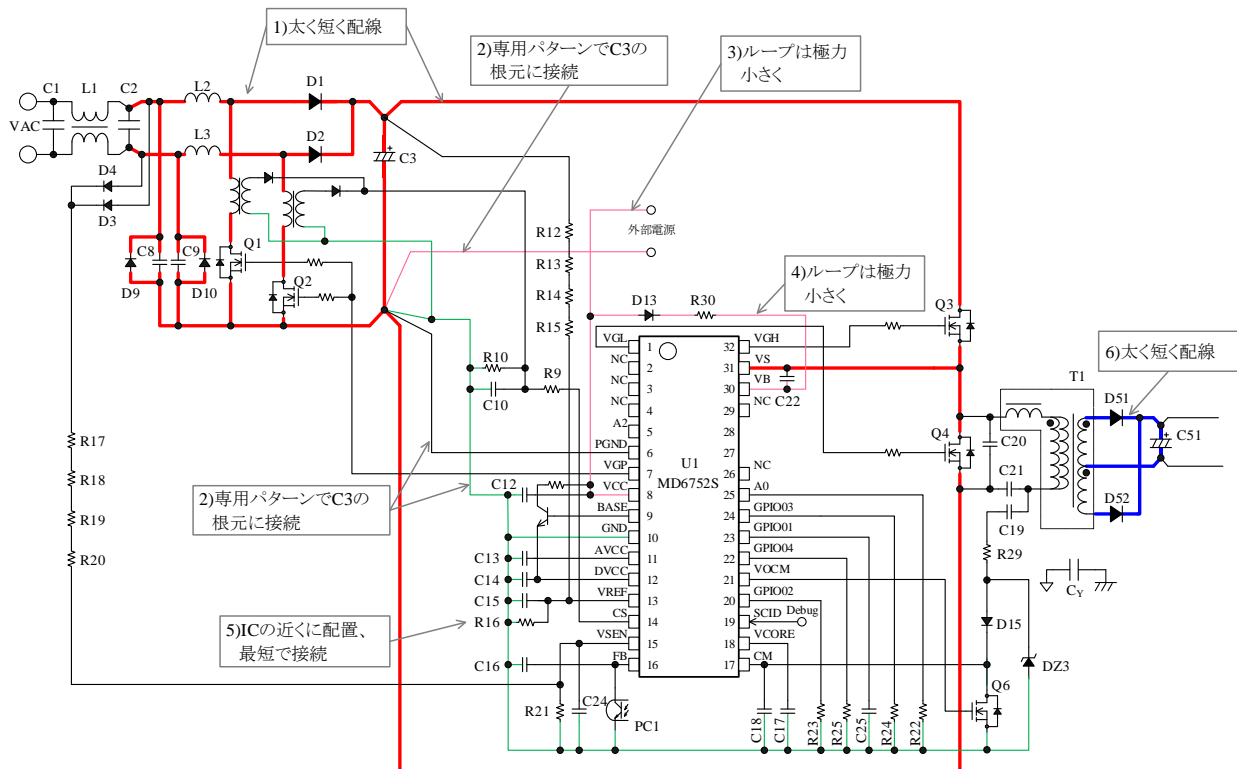 1)太く短く配線
2)専用パターンでC3の
根元に接続
3)ループは極力
小さく
C1
L1
C2
L2
D1
VAC
L3
D2
C3
D4
D3
外部電源
R12
R13
R14
R15
C8
C9
Q1
Q2
D9
D10
4)ループは極力
小さく
D13
R30
Q3
VGL
1
32
VGH
NC
2
31
VS
R10
R9
NC
3
30
VB
C22
C10
NC
4
29
NC
6)太く短く配線
T1
D51
C51
A2
5
28
PGND
6
27
Q4
C20
R17
VGP
7
U1
MD6752S
26
NC
C21
R18
C12
VCC
8
25
A0
D52
2)専用パターンでC3の
根元に接続
BASE
9
24
GPIO03
C19
R19
GND
10
23
GPIO01
R29
R20
C13
AVCC
11
22
GPIO04
C14
DVCC
12
21
VOCM
CY
C15
VREF
13
20
GPIO02
R16
CS
14
19
SCID
Debug
D15
5)ICの近くに配置、
最短で接続
VSEN
15
18
VCORE
C16
FB
16
17
CM
DZ3
Q6
R21
C24
PC1
C18
C17
R23
R25
C25
R24
R22